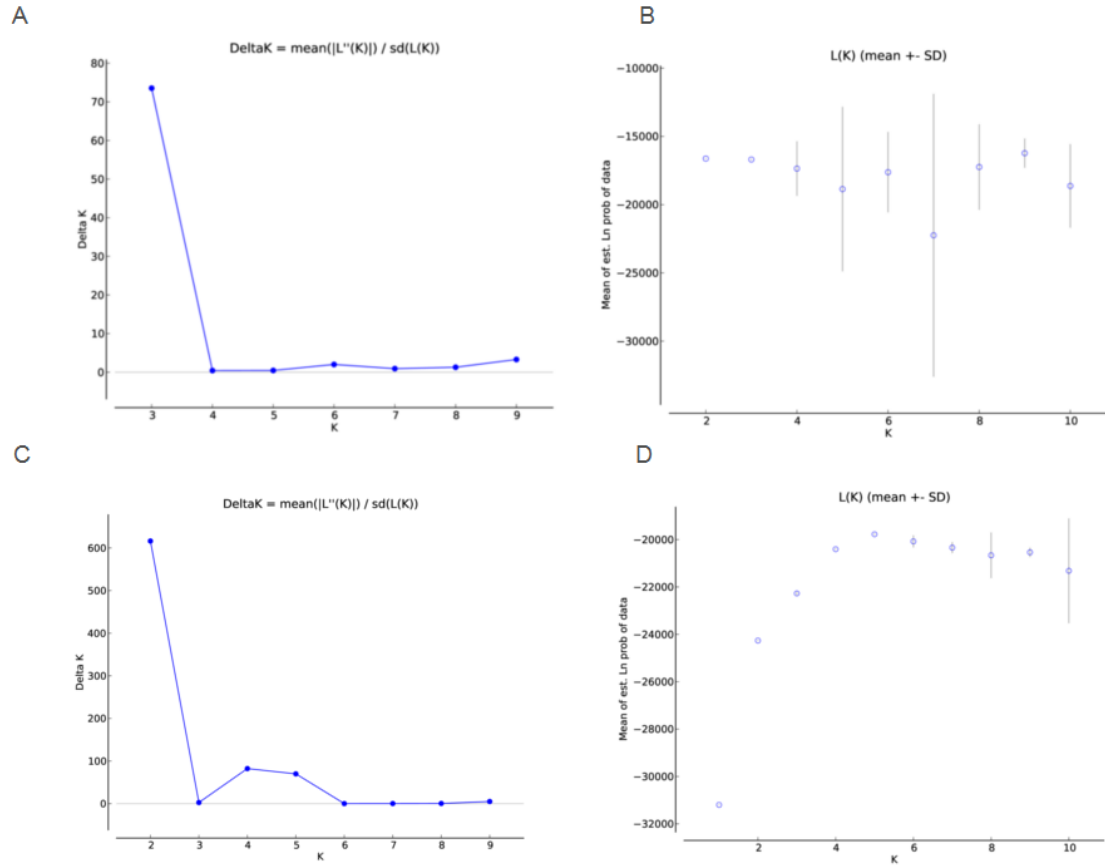 A
DeltaK = mean(|L''(K)|) / sd(L(K))
80
70
60
50
40
30
20
10
0
Delta K
3 4 5 6 7 8 9
K
B
L(K) (mean +- SD)
−10000
−15000
−20000
−25000
−30000
Mean of est. Ln prob of data
2 4 6 8 10
K
C
DeltaK = mean(|L''(K)|) / sd(L(K))
600
500
400
300
200
100
0
Delta K
2 3 4 5 6 7 8 9
K
D
L(K) (mean +- SD)
−20000
−22000
−24000
−26000
−28000
−30000
−32000
Mean of est. Ln prob of data
2 4 6 8 10
K